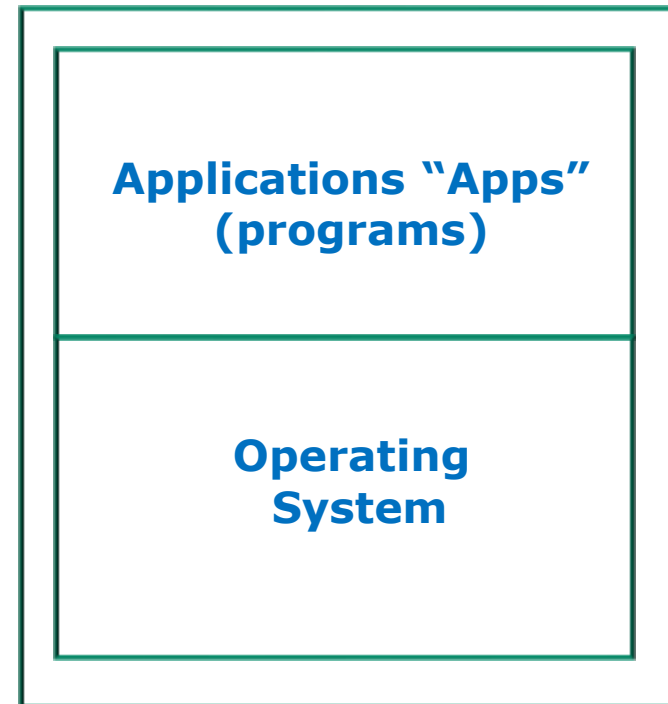 Applications “Apps”
(programs)
Operating
System